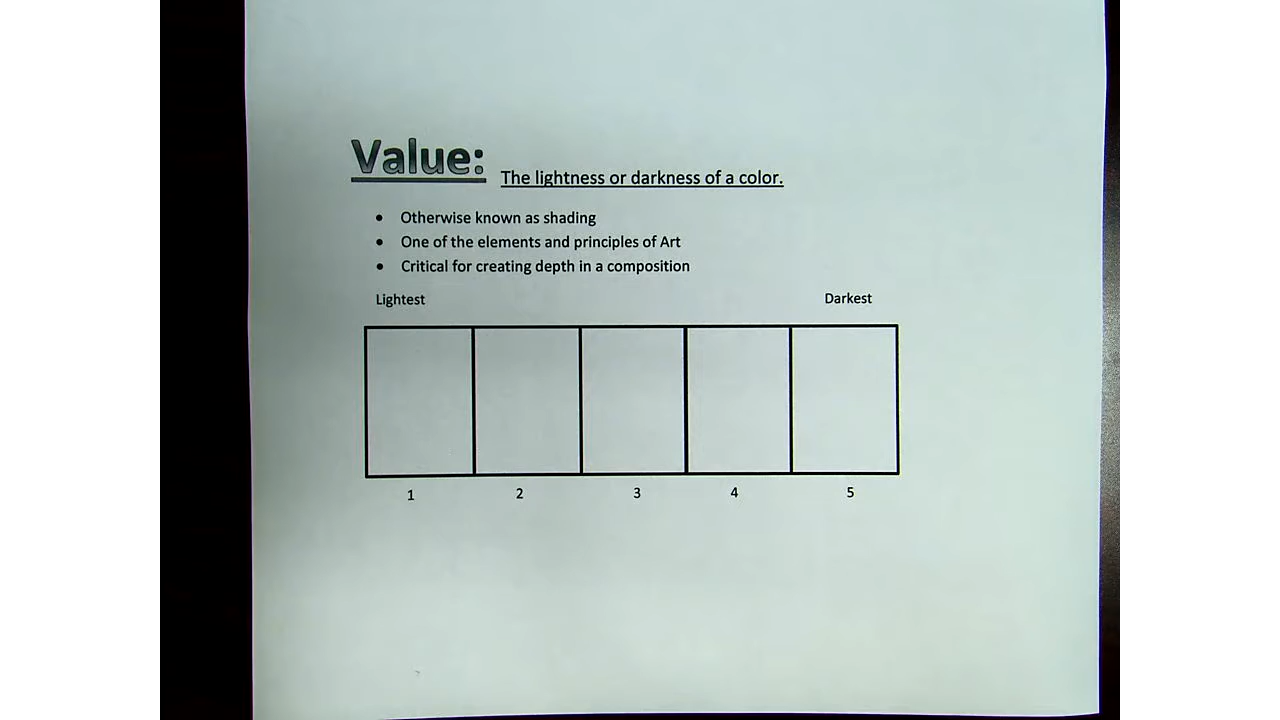 Value: The lightness or darkness of a color.
• Otherwise known as shading
• One of the elements and principles of Art
• Critical for creating depth in a composition
Lightest Darkest
1 2 3 4 5